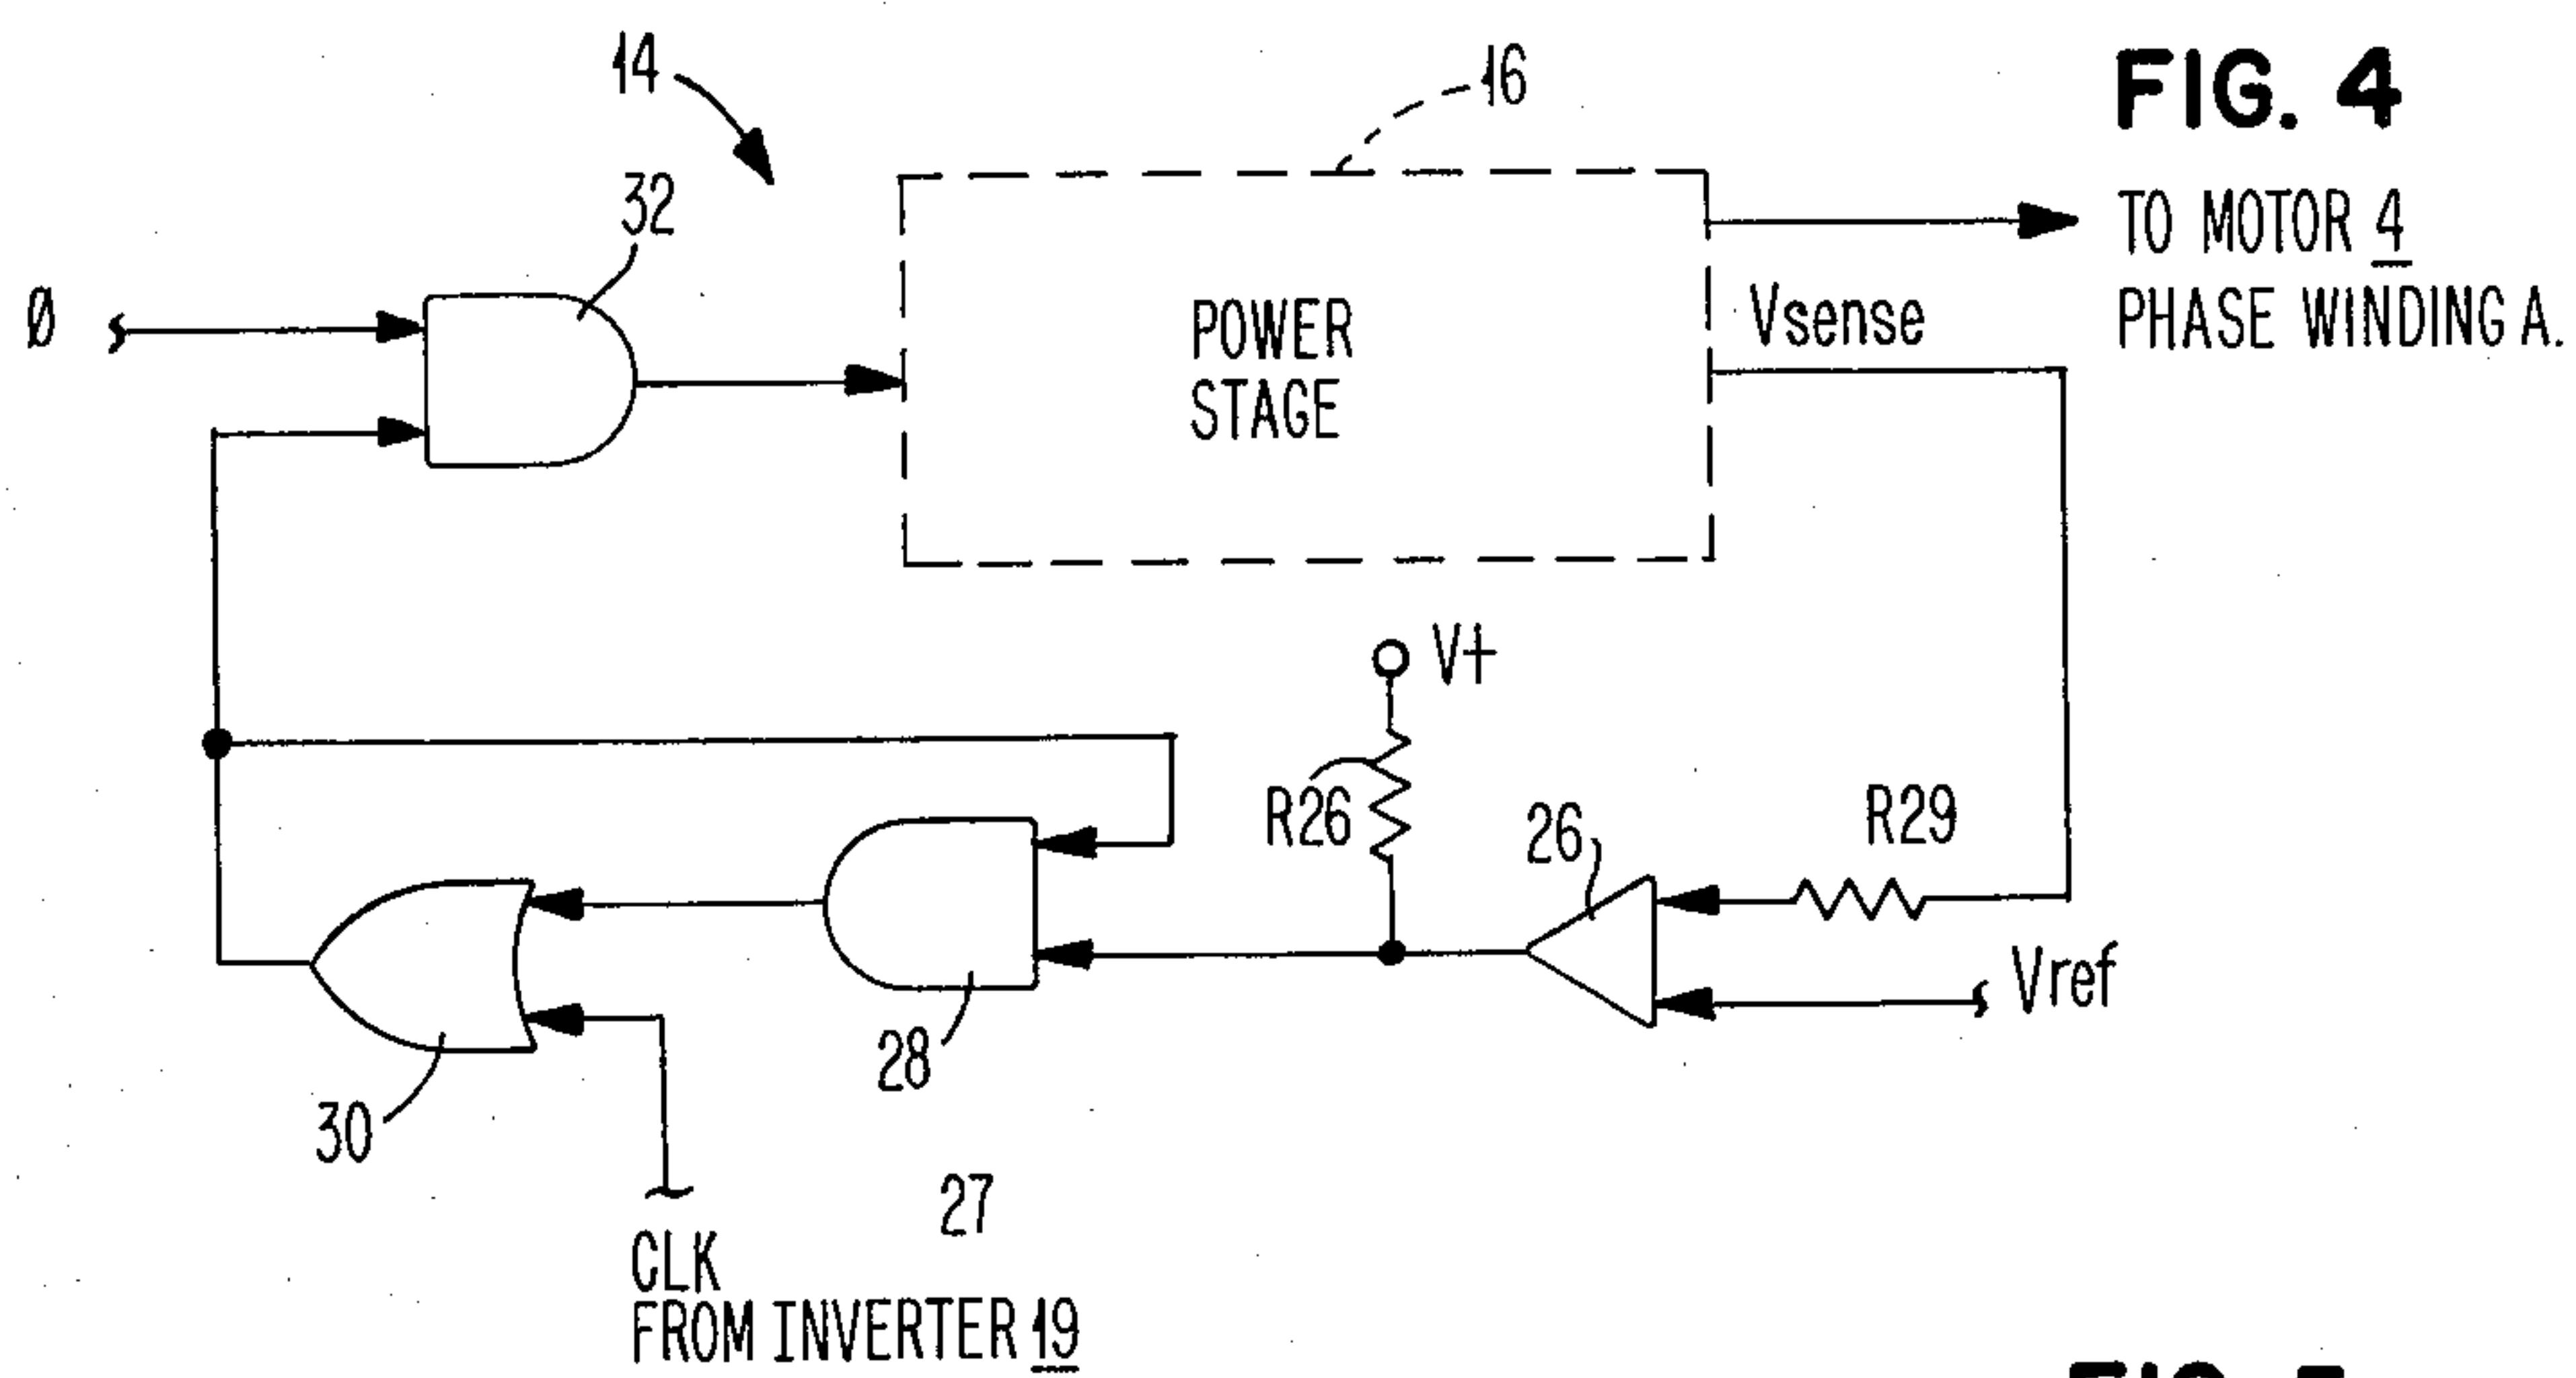 14
16
FIG. 4
32
TO MOTOR 4
Ø
POWER
STAGE
Vsense
PHASE WINDING A.
V+
R26
26
R29
Vref
28
30
27
CLK
FROM INVERTER 19